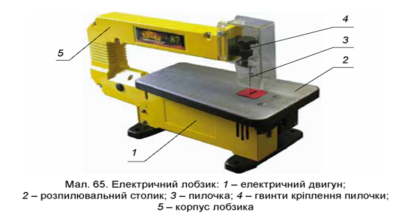 4
3
2
5
1
Мал. 65. Електричний лобзик: 1 – електричний двигун;
2 – розпилювальний столик; 3 – пилочка; 4 – гвинти кріплення пилочки;
5 – корпус лобзика